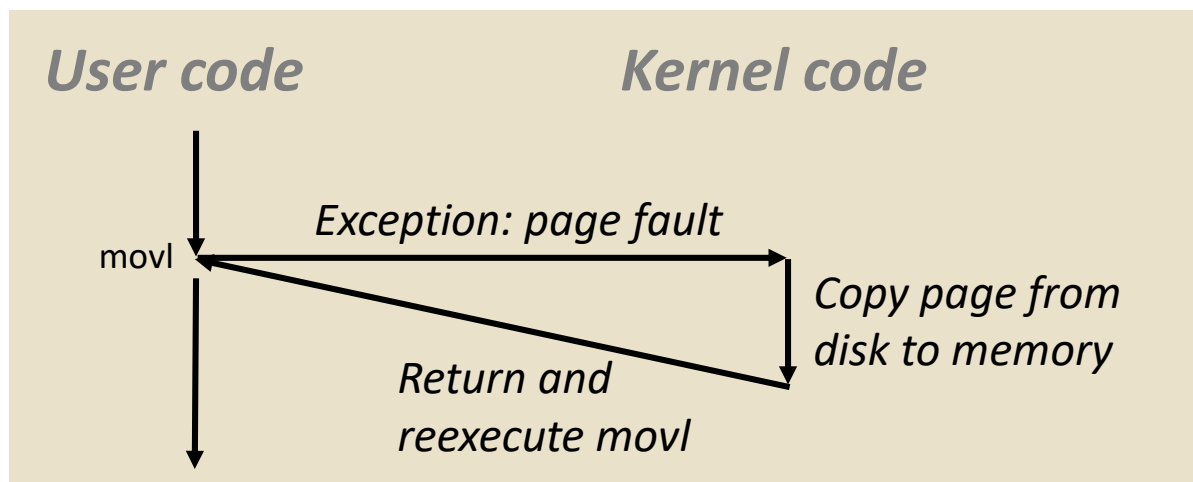 User code
Kernel code
Exception: page fault
movl
Copy page from
disk to memory
Return and
reexecute movl